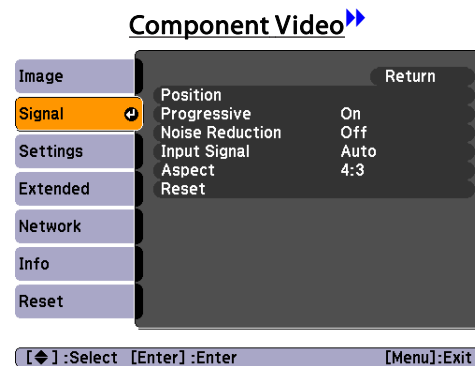 Component Video
Image
Signal
Settings
Extended
Network
Info
Reset
Return
Position
Progressive On
Noise Reduction Off
Input Signal Auto
Aspect 4:3
Reset
[ ] :Select [Enter] :Enter [Menu]:Exit